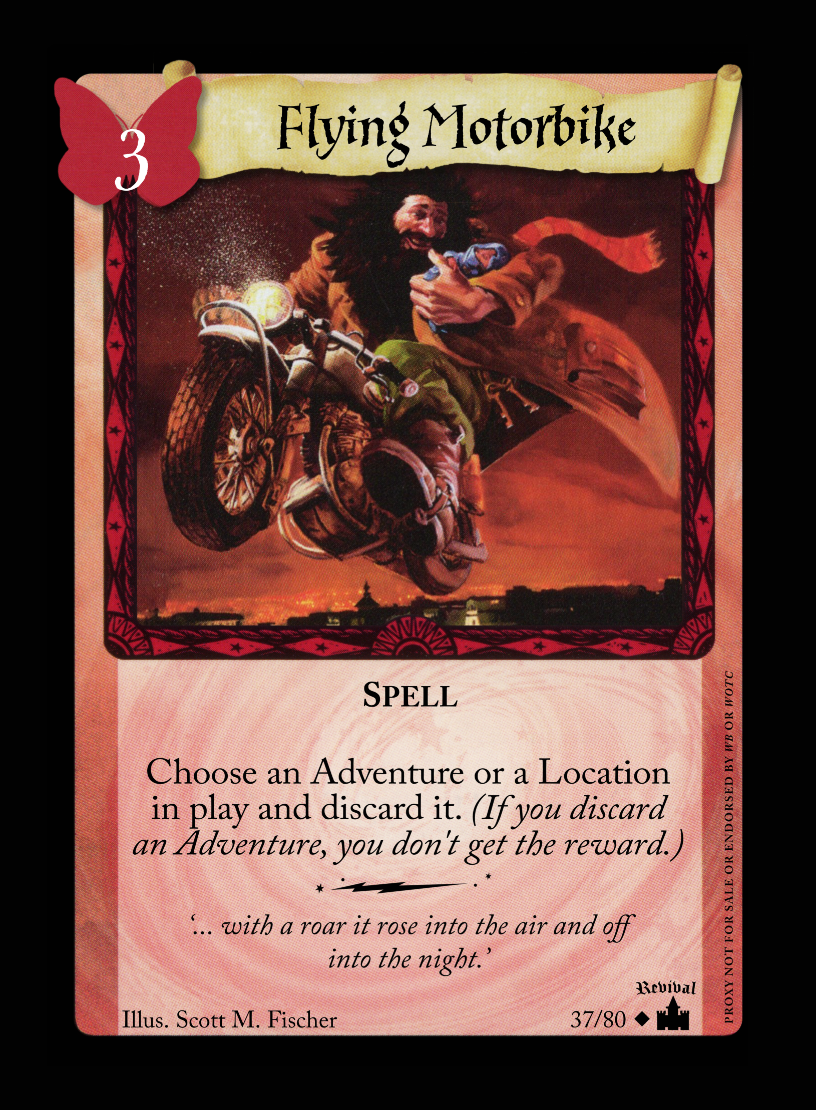 3
Flying Motorbike
SPELL
Choose an Adventure or a Location
in play and discard it. (If you discard
an Adventure, you don't get the reward.)
‘... with a roar it rose into the air and off
into the night.’
Revival
Illus. Scott M. Fischer
37/80
PROXY NOT FOR SALE OR ENDORSED BY WB OR WOTC